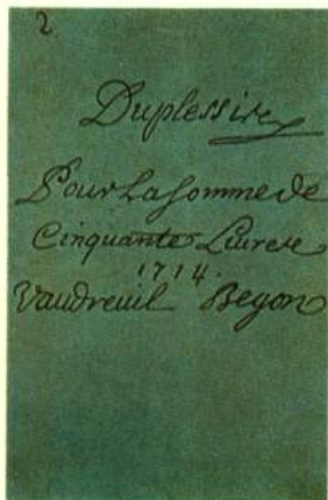 2.
Duplessis
Pour La Somme de
Cinquante Livres
1714.
Vaudreuil Begon